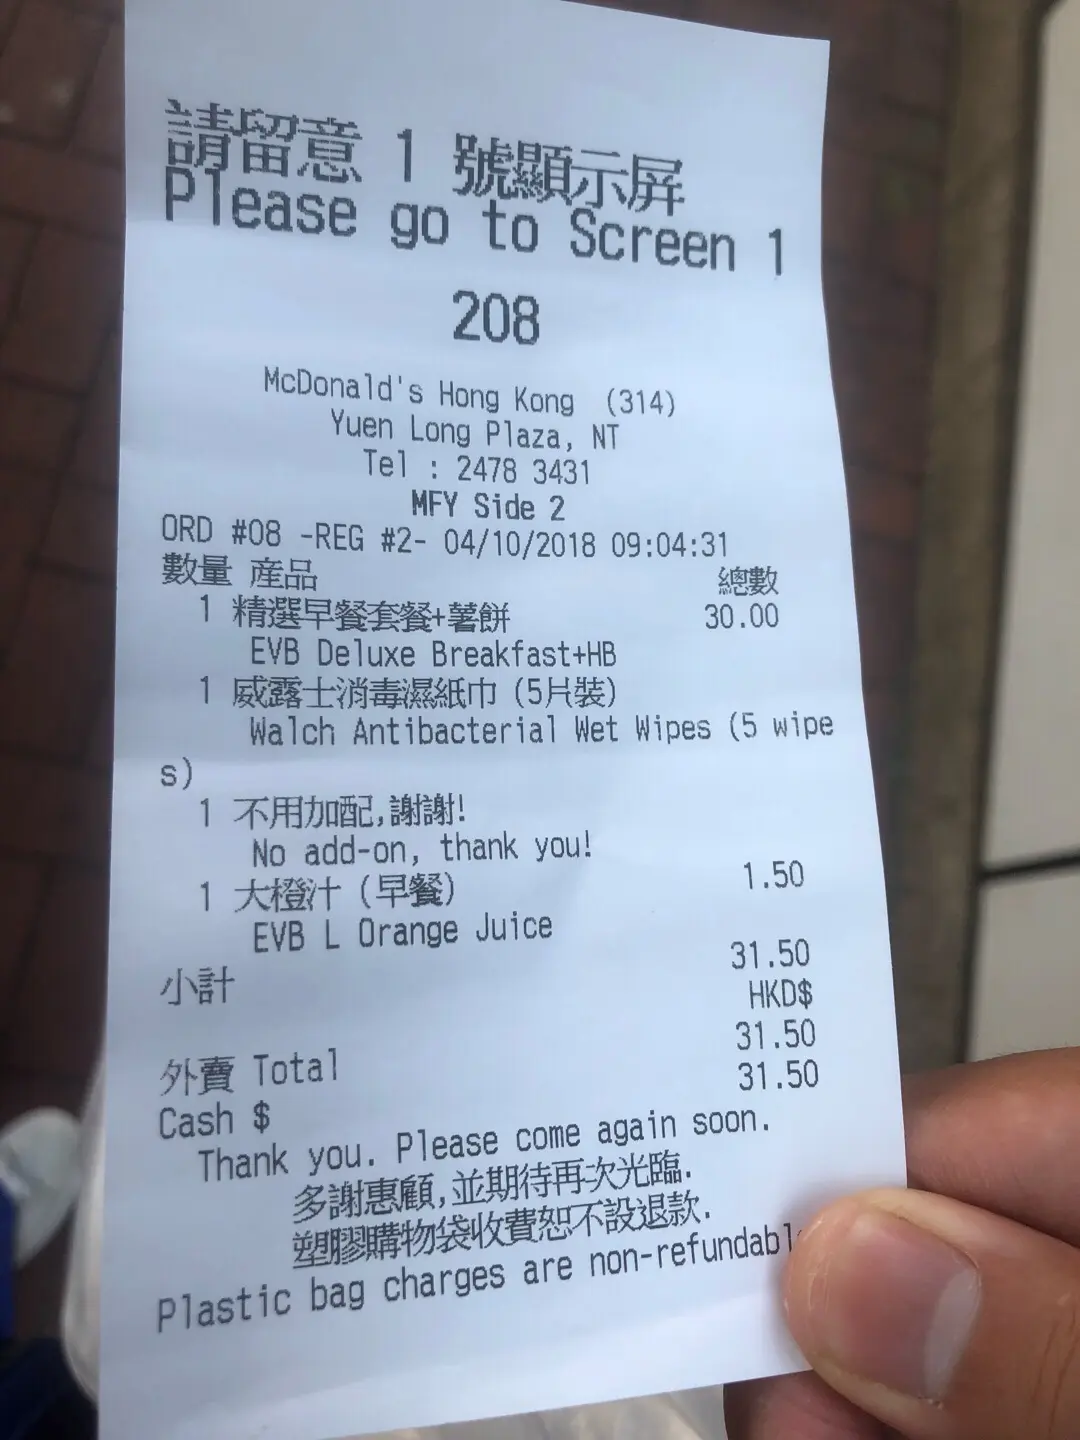 請留意 1 號顯示屏
Please go to Screen 1
208
McDonald's Hong Kong (314)
Yuen Long Plaza, NT
Tel : 2478 3431
MFY Side 2
ORD #08 -REG #2- 04/10/2018 09:04:31
數量 產品 總數
1 精選早餐套餐+薯餅 30.00
EVB Deluxe Breakfast+HB
1 威露士消毒濕紙巾 (5片裝)
Walch Antibacterial Wet Wipes (5 wipe
s)
1 不用加配,謝謝!
No add-on, thank you!
1 大橙汁 (早餐) 1.50
EVB L Orange Juice
小計 31.50
HKD$
外賣 Total 31.50
Cash $ 31.50
Thank you. Please come again soon.
多謝惠顧,並期待再次光臨.
塑膠購物袋收費恕不設退款.
Plastic bag charges are non-refundabl